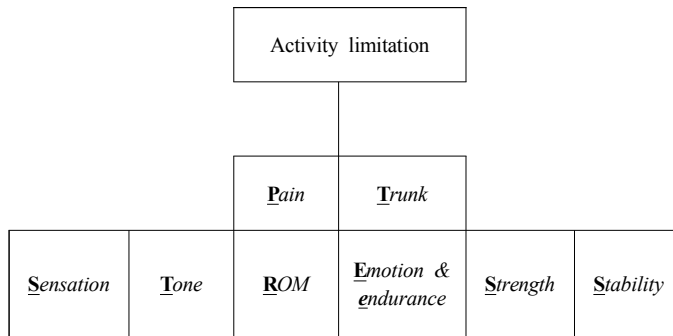 Activity limitation
Pain
Trunk
Sensation
Tone
ROM
Emotion &
endurance
Strength
Stability